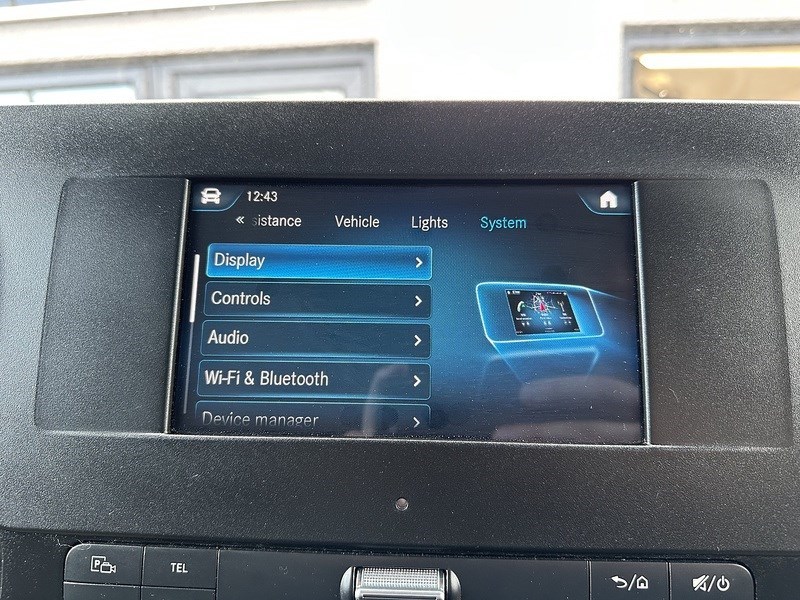 12:43
« sistance Vehicle Lights System
Display
Controls
Audio
Wi-Fi & Bluetooth
Device manager
P
TEL